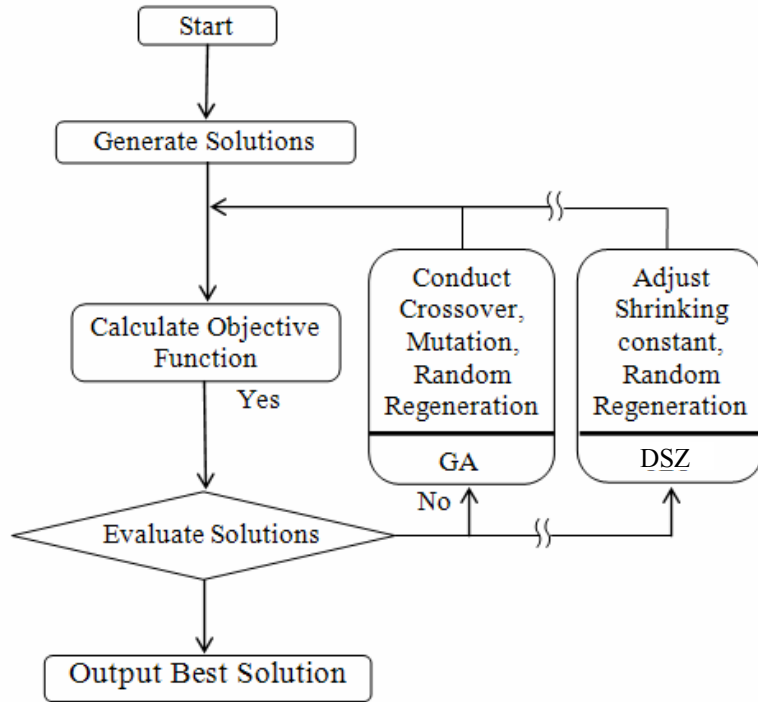 Start
Generate Solutions
Calculate Objective
Function
Yes
Conduct
Crossover,
Mutation,
Random
Regeneration
GA
No
Adjust
Shrinking
constant,
Random
Regeneration
DSZ
Evaluate Solutions
Output Best Solution